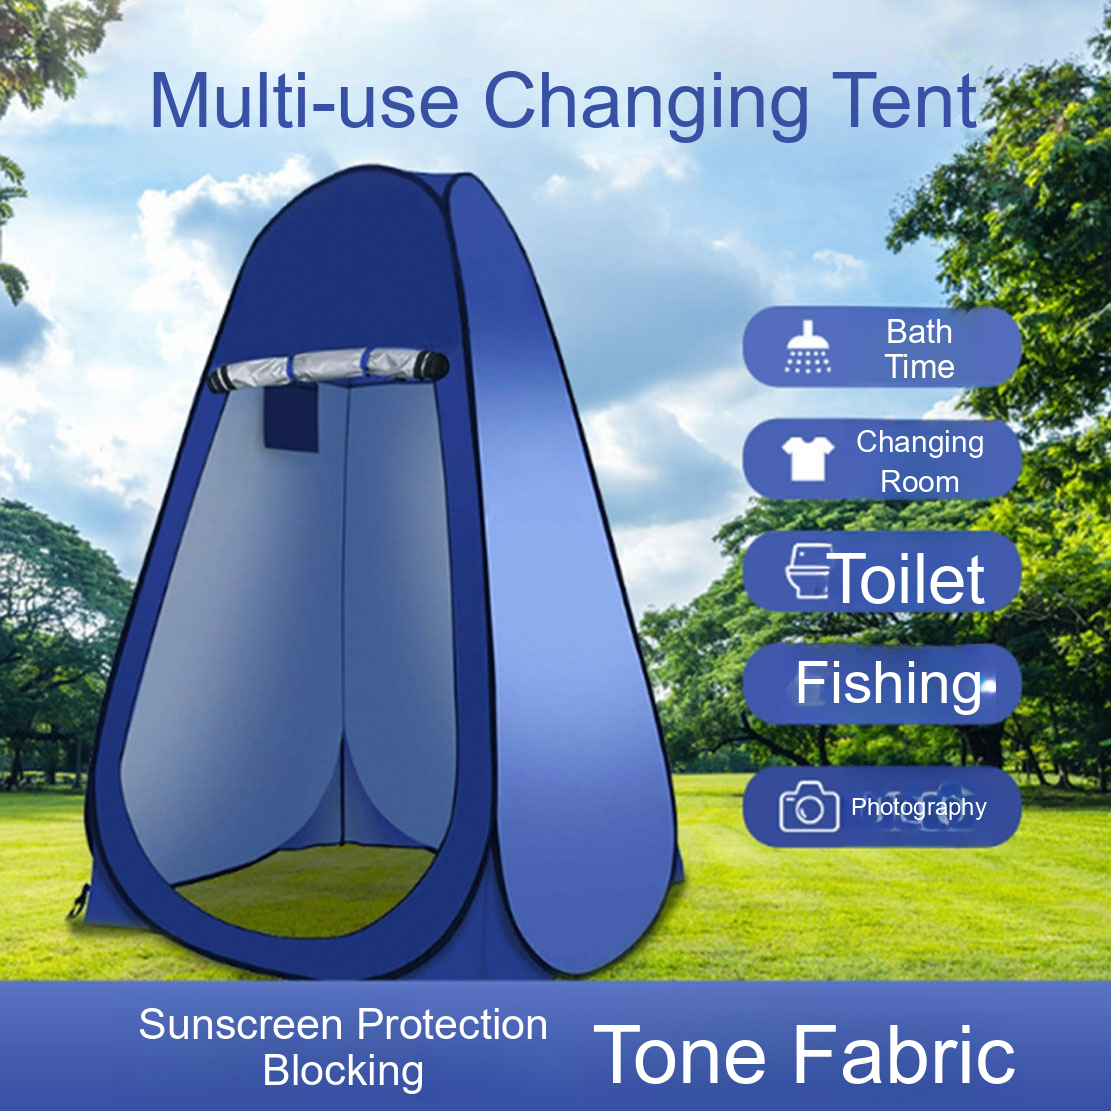 Multi-use Changing Tent
Bath
Time
Changing
Room
Toilet
Fishing
Photography
Sunscreen Protection
Blocking
Tone Fabric